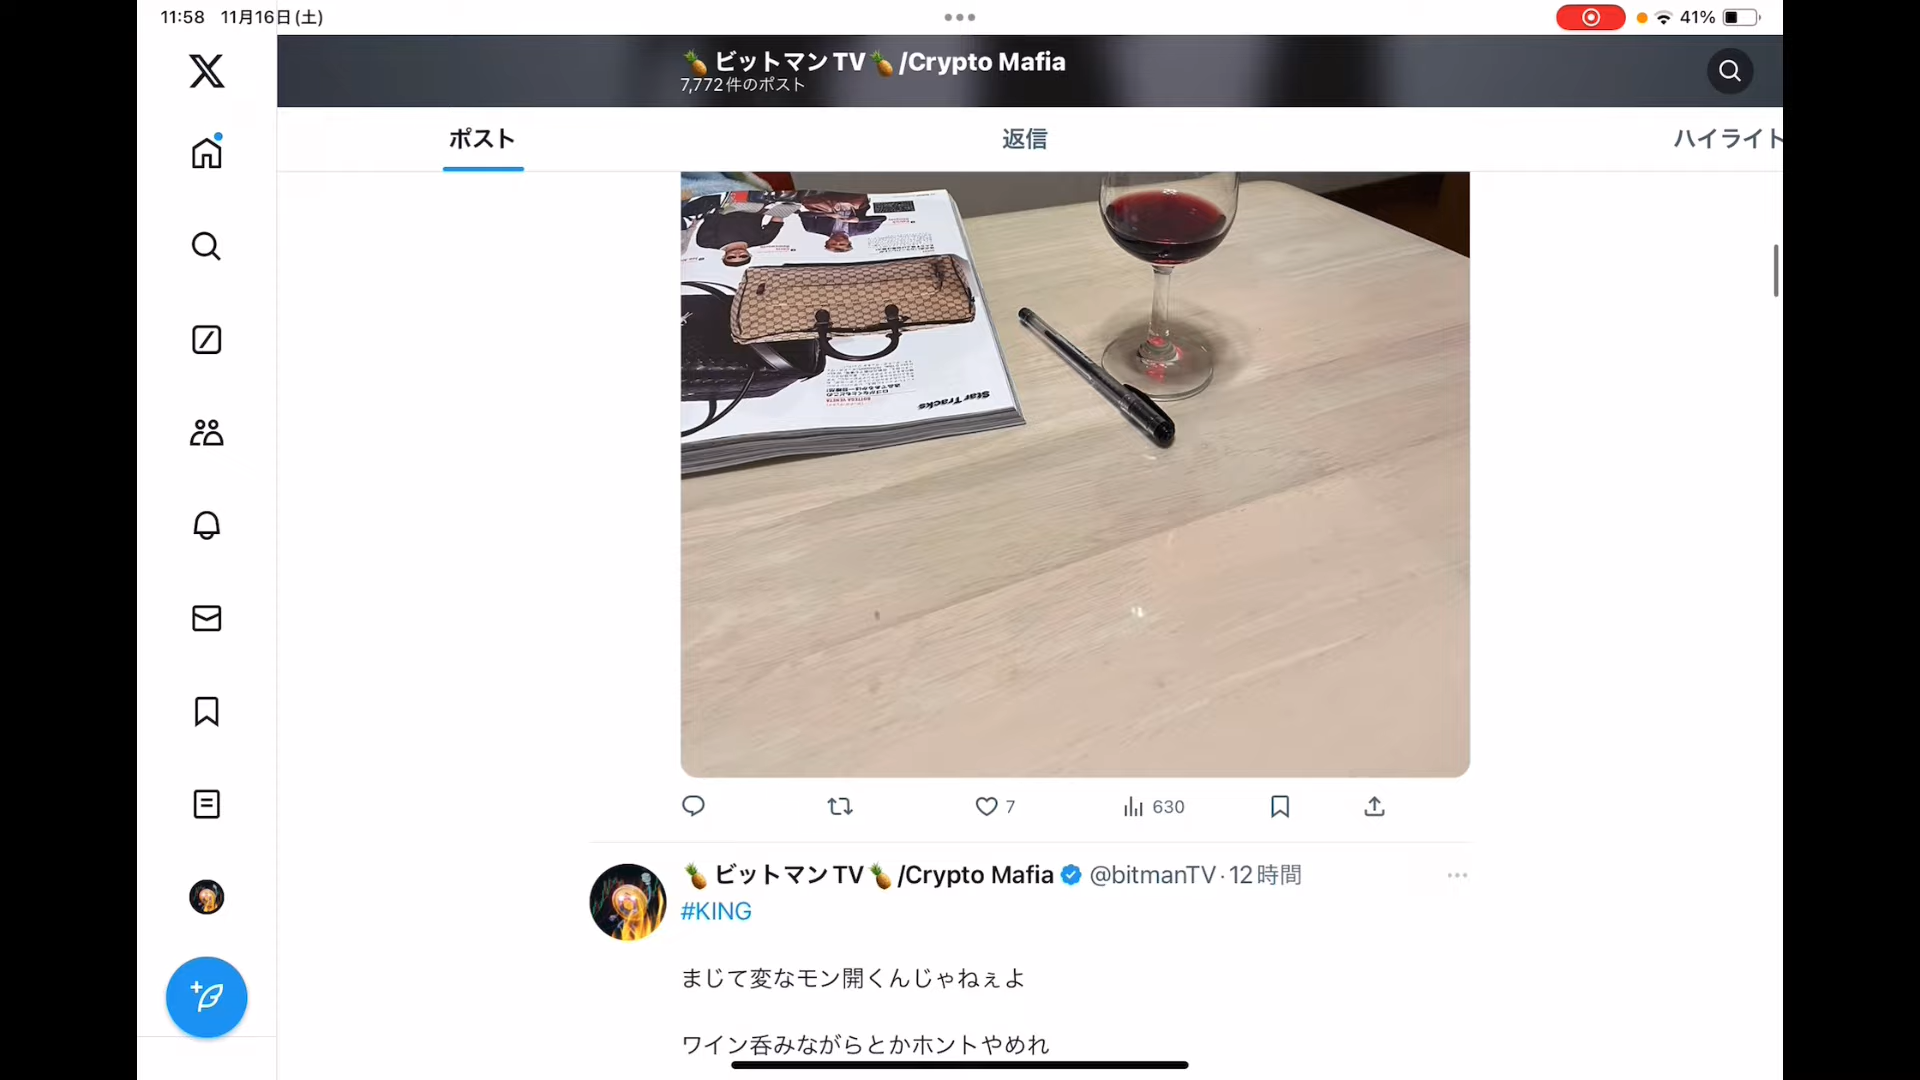 11:58 11月16日(土)
41%
🍍ビットマンTV🍍/Crypto Mafia
7,772件のポスト
ポスト
返信
ハイライト
Star Tracks
7
630
🍍ビットマンTV🍍/Crypto Mafia @bitmanTV·12時間
#KING
まじて変なモン開くんじゃねぇよ
ワイン呑みながらとかホントやめれ